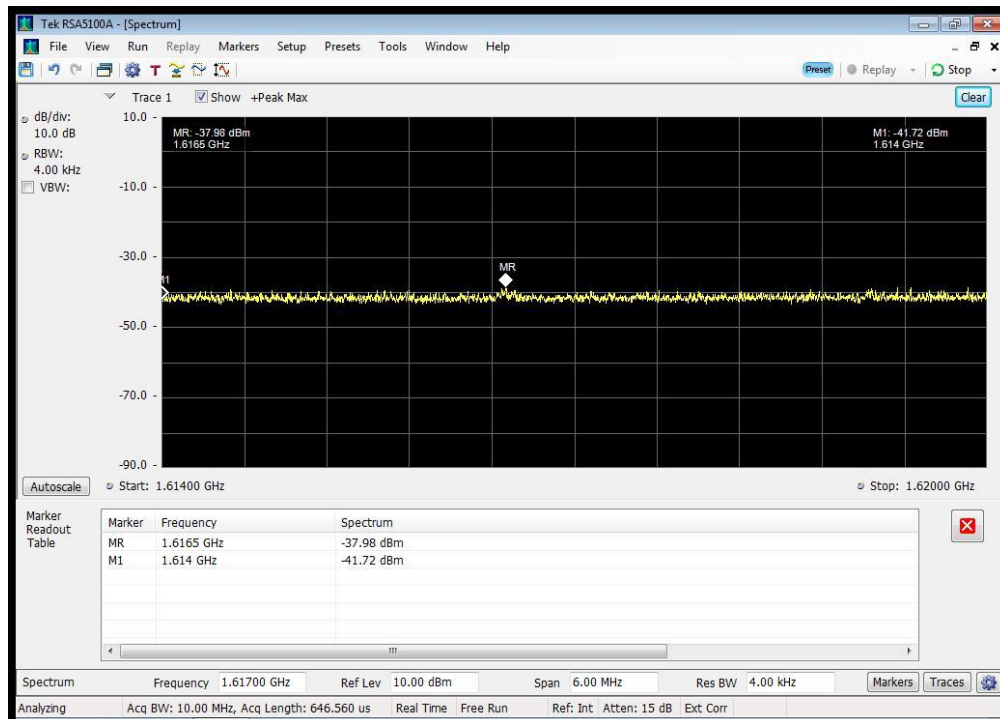 Tek RSA5100A - [Spectrum]
File View Run Replay Markers Setup Presets Tools Window Help
T Preset Replay Stop
Trace 1 Show +Peak Max Clear
dB/div:
10.0 dB
RBW:
4.00 kHz
VBW:
10.0 -
-10.0 -
-30.0 -
-50.0 -
-70.0 -
-90.0 -
MR: -37.98 dBm
1.6165 GHz
M1: -41.72 dBm
1.614 GHz
MR
Autoscale Start: 1.61400 GHz Stop: 1.62000 GHz
Marker
Readout
Table
Marker Frequency Spectrum
MR 1.6165 GHz -37.98 dBm
M1 1.614 GHz -41.72 dBm
Spectrum Frequency 1.61700 GHz Ref Lev 10.00 dBm Span 6.00 MHz Res BW 4.00 kHz Markers Traces
Analyzing Acq BW: 10.00 MHz, Acq Length: 646.560 us Real Time Free Run Ref: Int Atten: 15 dB Ext Corr